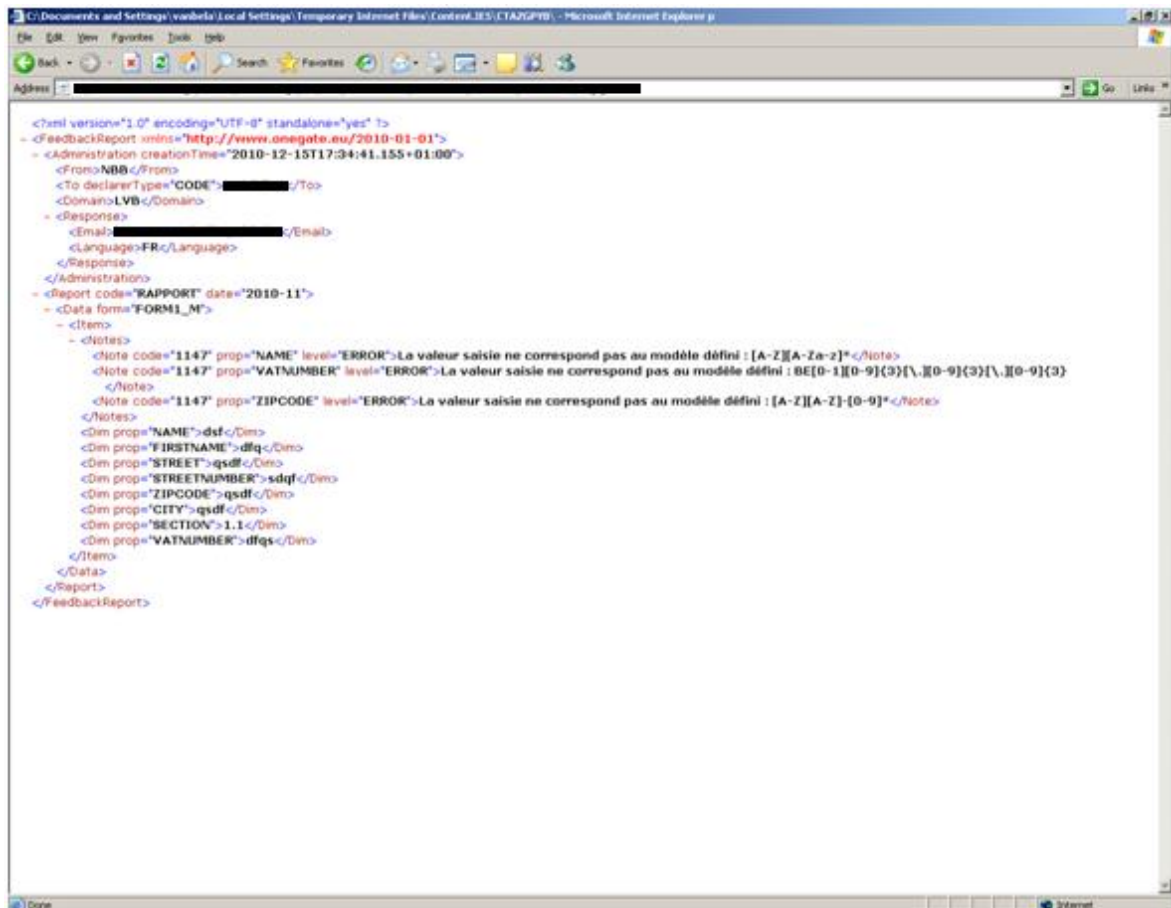 C:\Documents and Settings\vanbela\Local Settings\Temporary Internet Files\Content.IE5\CTAZGPYB\ - Microsoft Internet Explorer p
File Edit View Favorites Tools Help
Back Search Favorites
Address Go Links »
<?xml version="1.0" encoding="UTF-8" standalone="yes" ?>
- <FeedbackReport xmlns="http://www.onegate.eu/2010-01-01">
- <Administration creationTime="2010-12-15T17:34:41.155+01:00">
<From>NBB</From>
<To declarerType="CODE"> </To>
<Domain>LVB</Domain>
- <Response>
<Email> </Email>
<Language>FR</Language>
</Response>
</Administration>
- <Report code="RAPPORT" date="2010-11">
- <Data form="FORM1_M">
- <Item>
- <Notes>
<Note code="1147" prop="NAME" level="ERROR">La valeur saisie ne correspond pas au modèle défini : [A-Z][A-Za-z]*</Note>
<Note code="1147" prop="VATNUMBER" level="ERROR">La valeur saisie ne correspond pas au modèle défini : BE[0-1][0-9]{3}[\.][0-9]{3}[\.][0-9]{3}
</Note>
<Note code="1147" prop="ZIPCODE" level="ERROR">La valeur saisie ne correspond pas au modèle défini : [A-Z][A-Z]-[0-9]*</Note>
</Notes>
<Dim prop="NAME">dsf</Dim>
<Dim prop="FIRSTNAME">dfq</Dim>
<Dim prop="STREET">qsdf</Dim>
<Dim prop="STREETNUMBER">sdqf</Dim>
<Dim prop="ZIPCODE">qsdf</Dim>
<Dim prop="CITY">qsdf</Dim>
<Dim prop="SECTION">1.1</Dim>
<Dim prop="VATNUMBER">dfqs</Dim>
</Item>
</Data>
</Report>
</FeedbackReport>
Done Internet